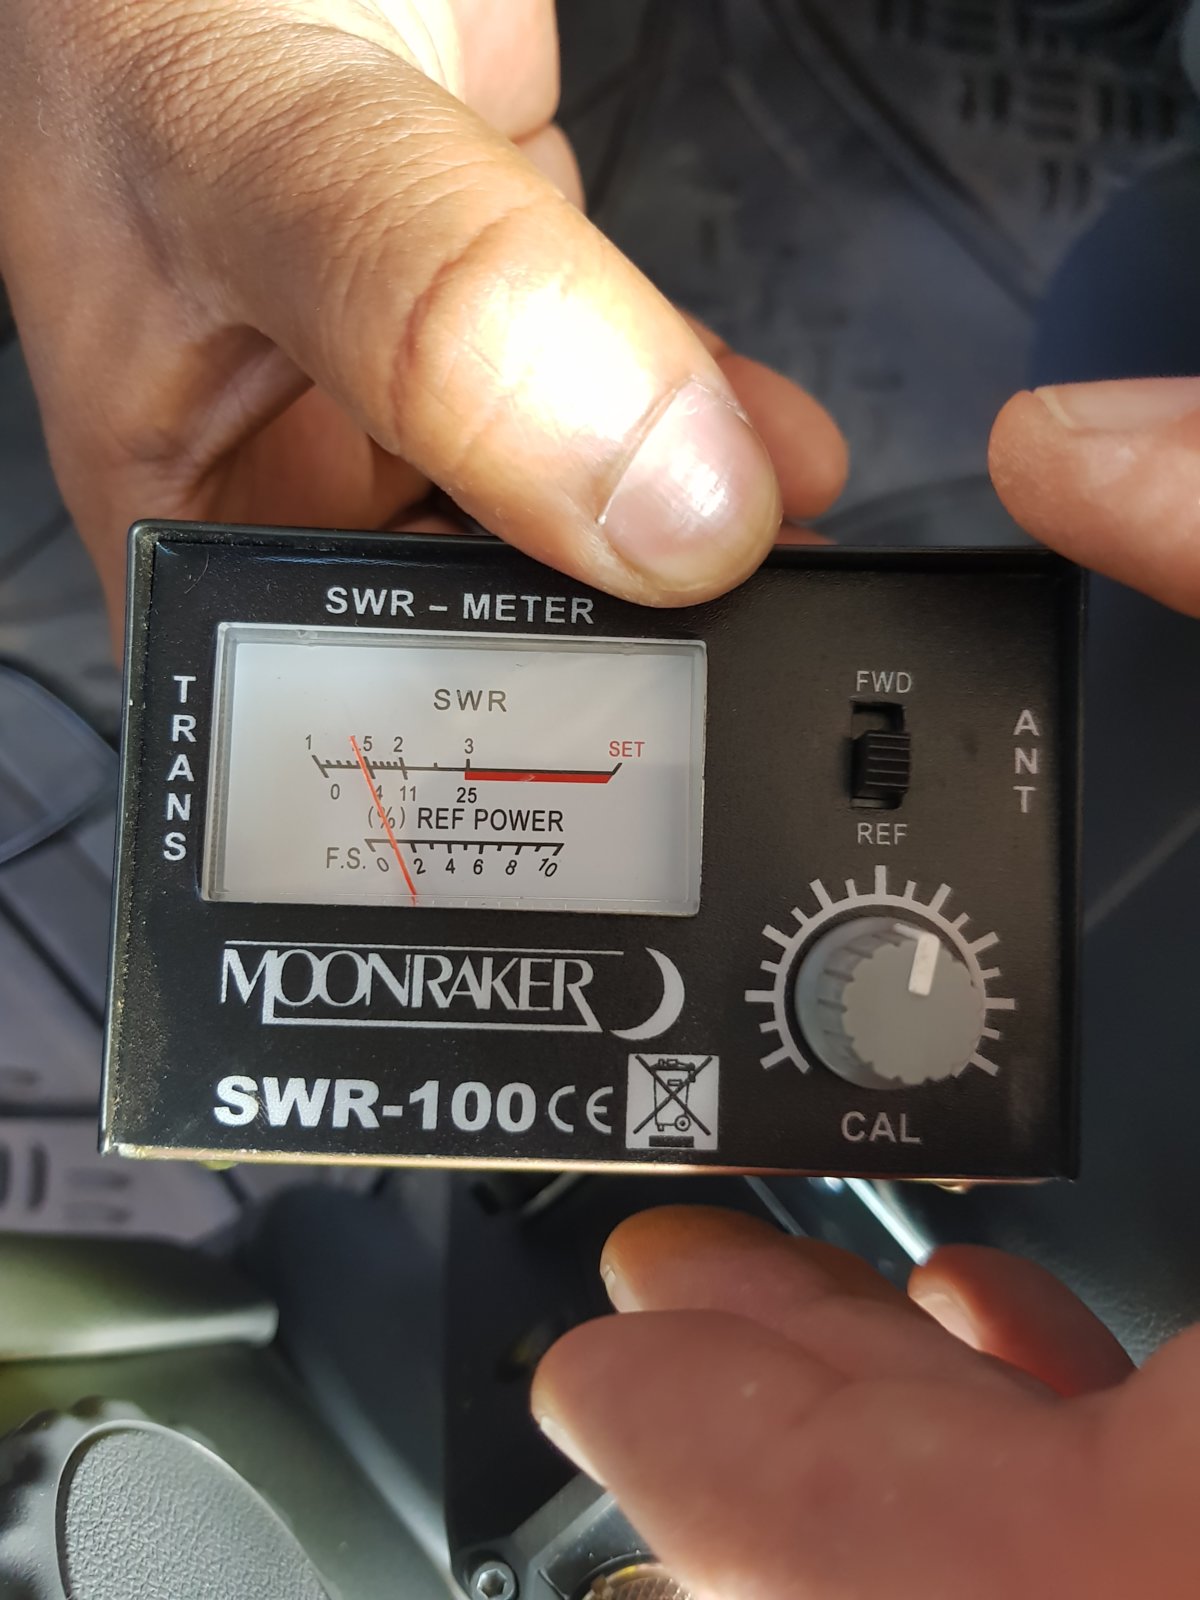 SWR – METER
TRANS
SWR
1 .5 2 3 SET
0 4 11 25
(%) REF POWER
F.S. 0 2 4 6 8 10
FWD
REF
ANT
MOONRAKER
SWR-100 CE
CAL